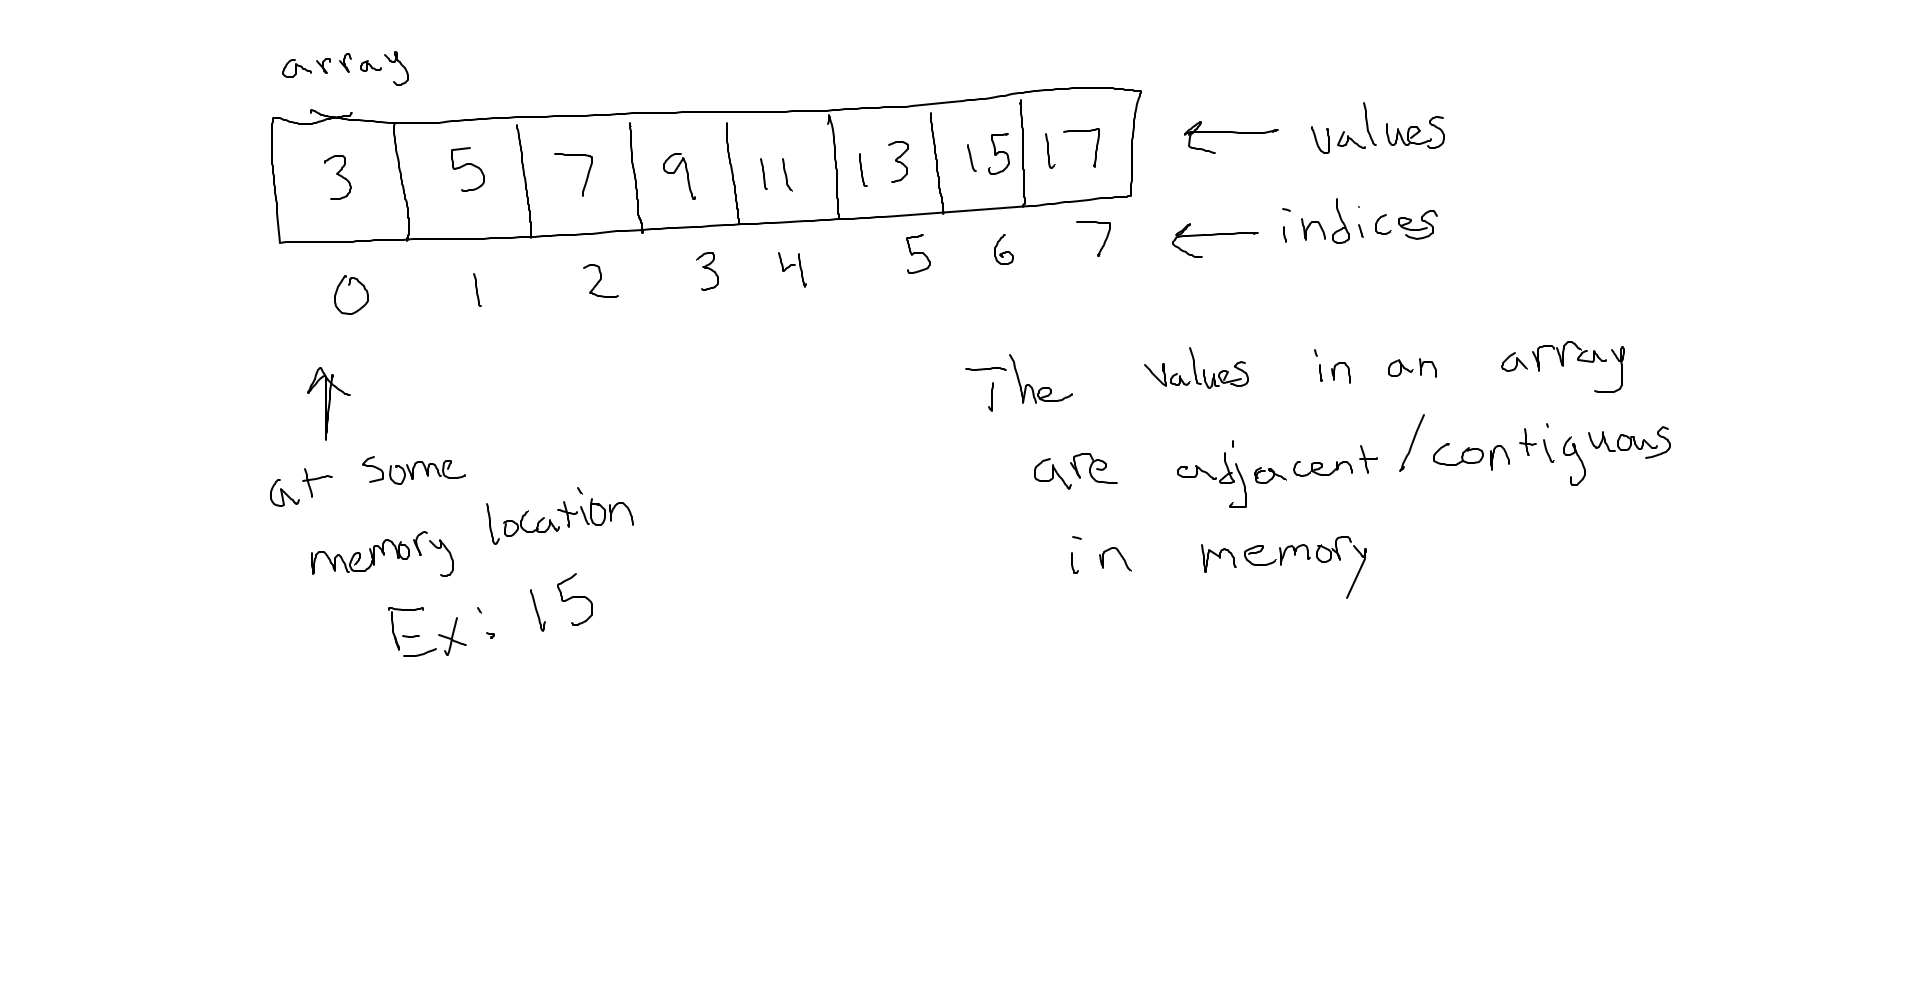 array
3 5 7 9 11 13 15 17 ← values
0 1 2 3 4 5 6 7 ← indices
↑
at some
memory location
Ex: 15
The values in an array
are adjacent/contiguous
in memory